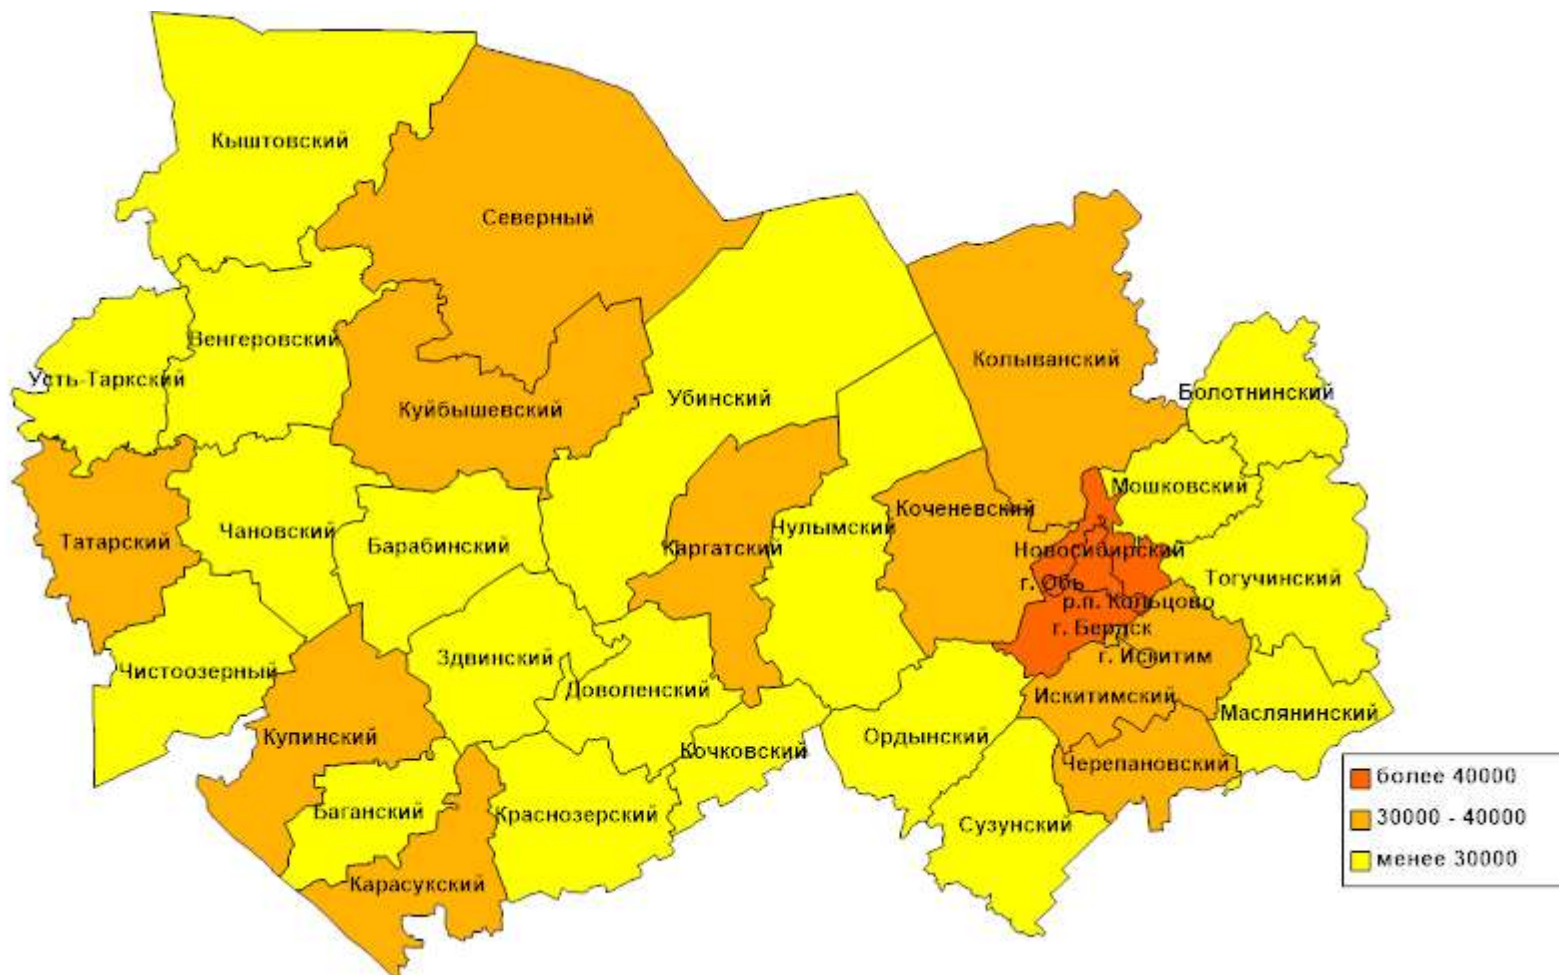 Кыштовский
Северный
Венгеровский
Усть-Таркский
Куйбышевский
Убинский
Колыванский
Болотнинский
Татарский
Чановский
Барабинский
Каргатский
Чулымский
Коченевский
Мошковский
Новосибирский
г. Обь
Тогучинский
р.п. Кольцово
г. Бердск
г. Искитим
Чистоозерный
Здвинский
Доволенский
Искитимский
Маслянинский
Купинский
Кочковский
Ордынский
Черепановский
Баганский
Краснозерский
Сузунский
Карасукский
более 40000
30000 - 40000
менее 30000